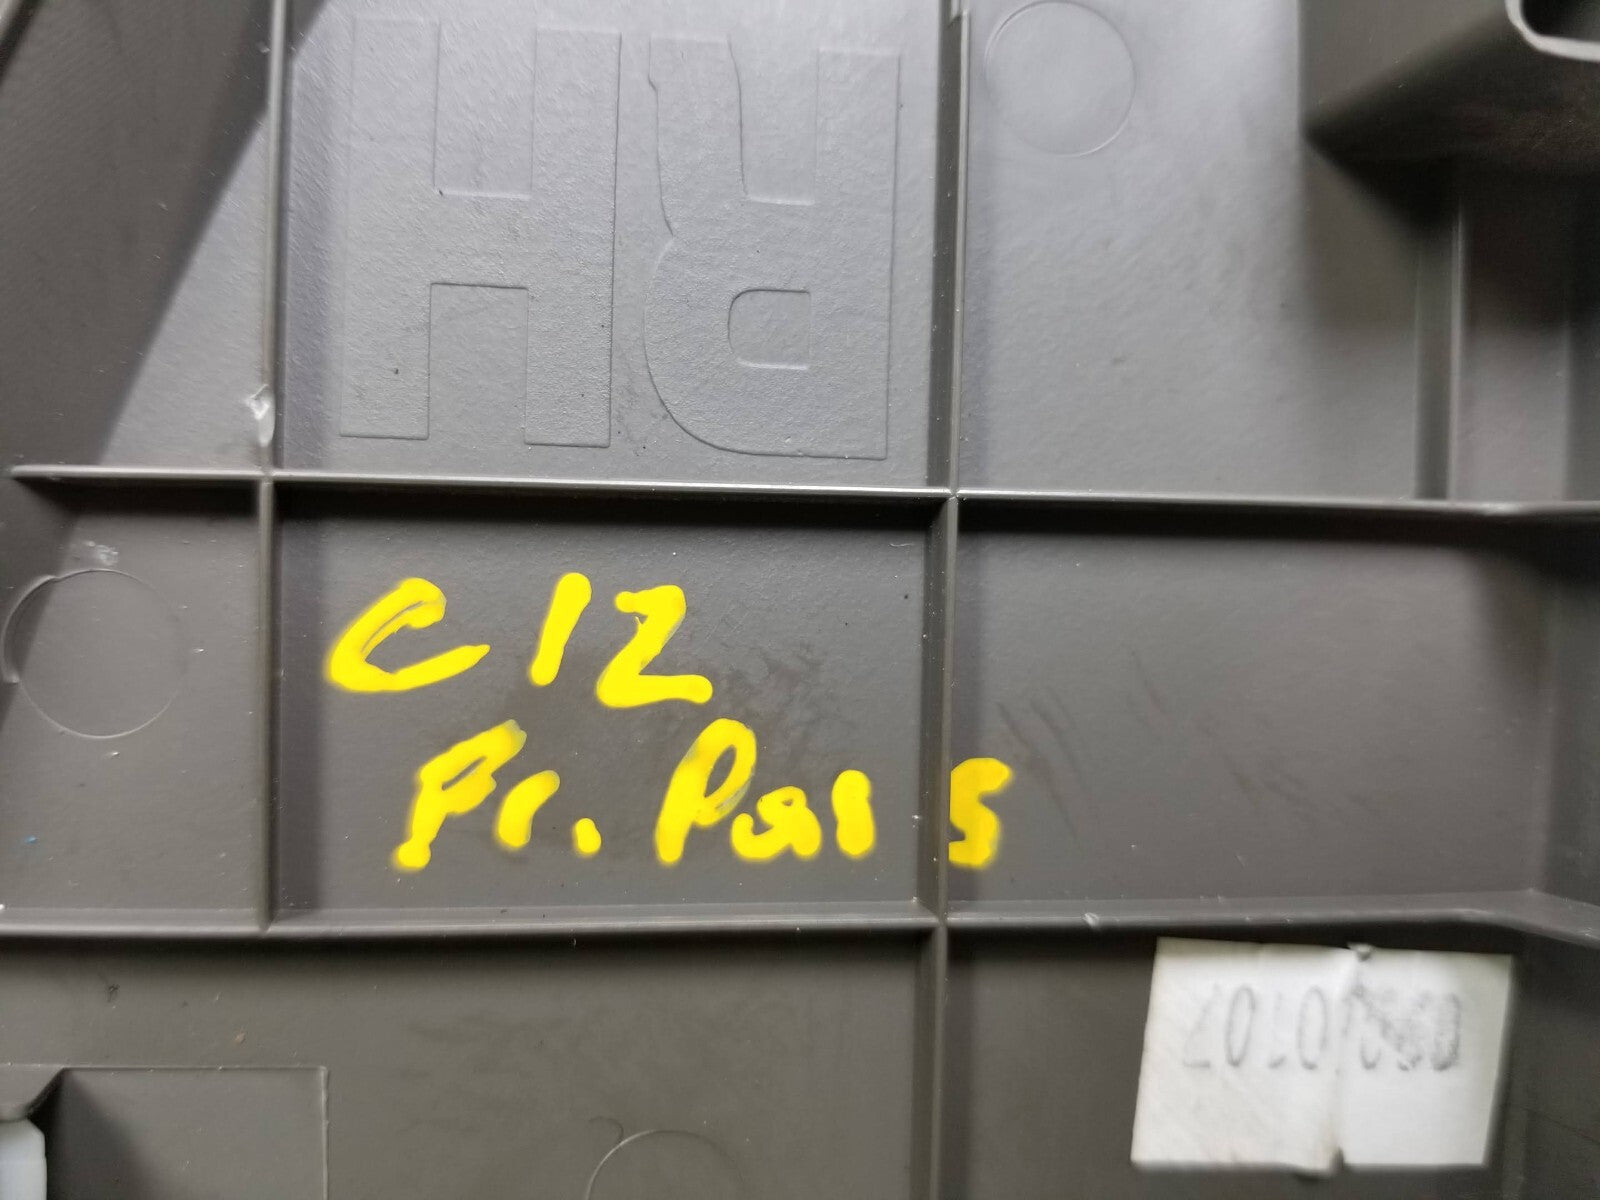 RH
C12
Fr. Pass